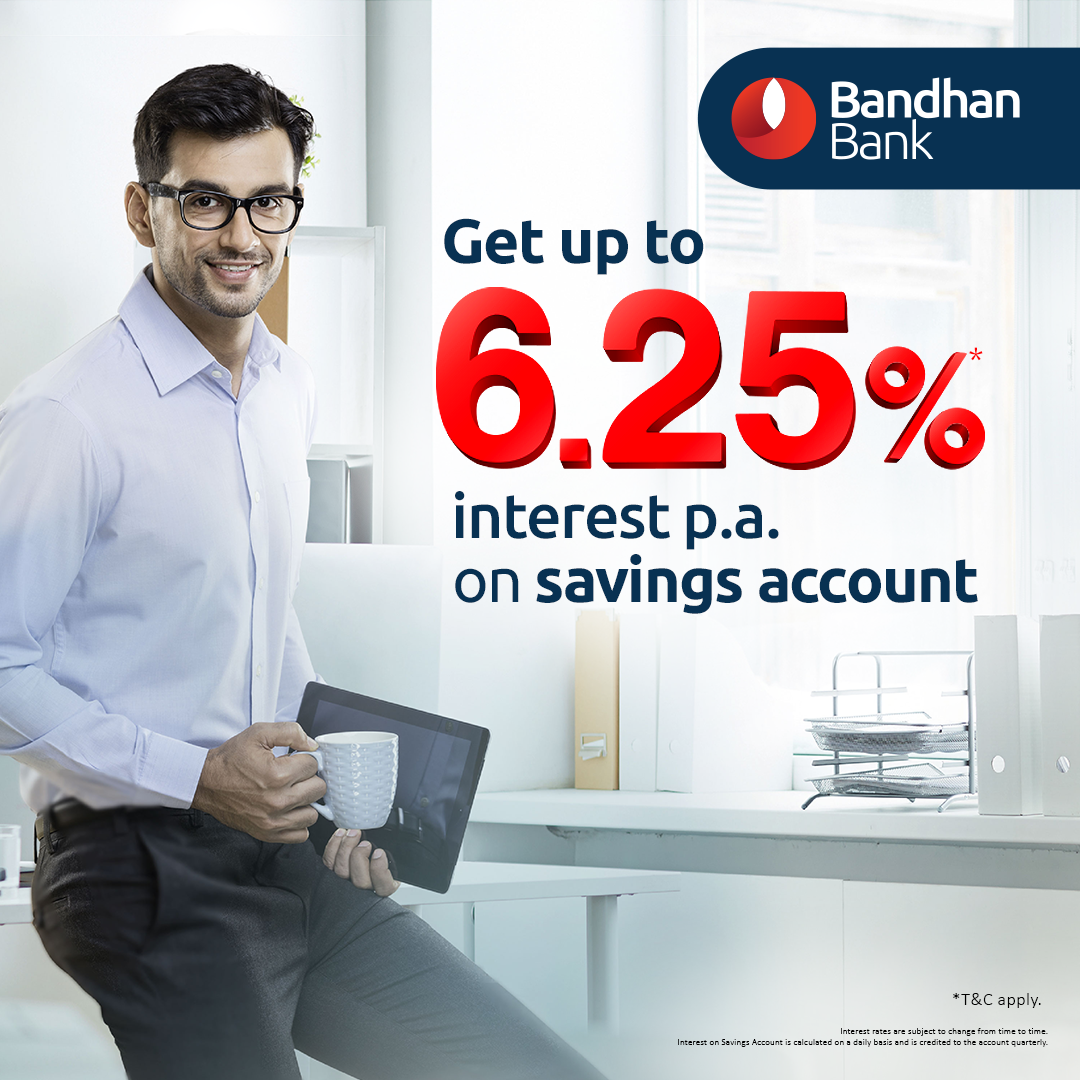 Bandhan
Bank
Get up to
6.25%*
interest p.a.
on savings account
*T&C apply.
Interest rates are subject to change from time to time.
Interest on Savings Account is calculated on a daily basis and is credited to the account quarterly.